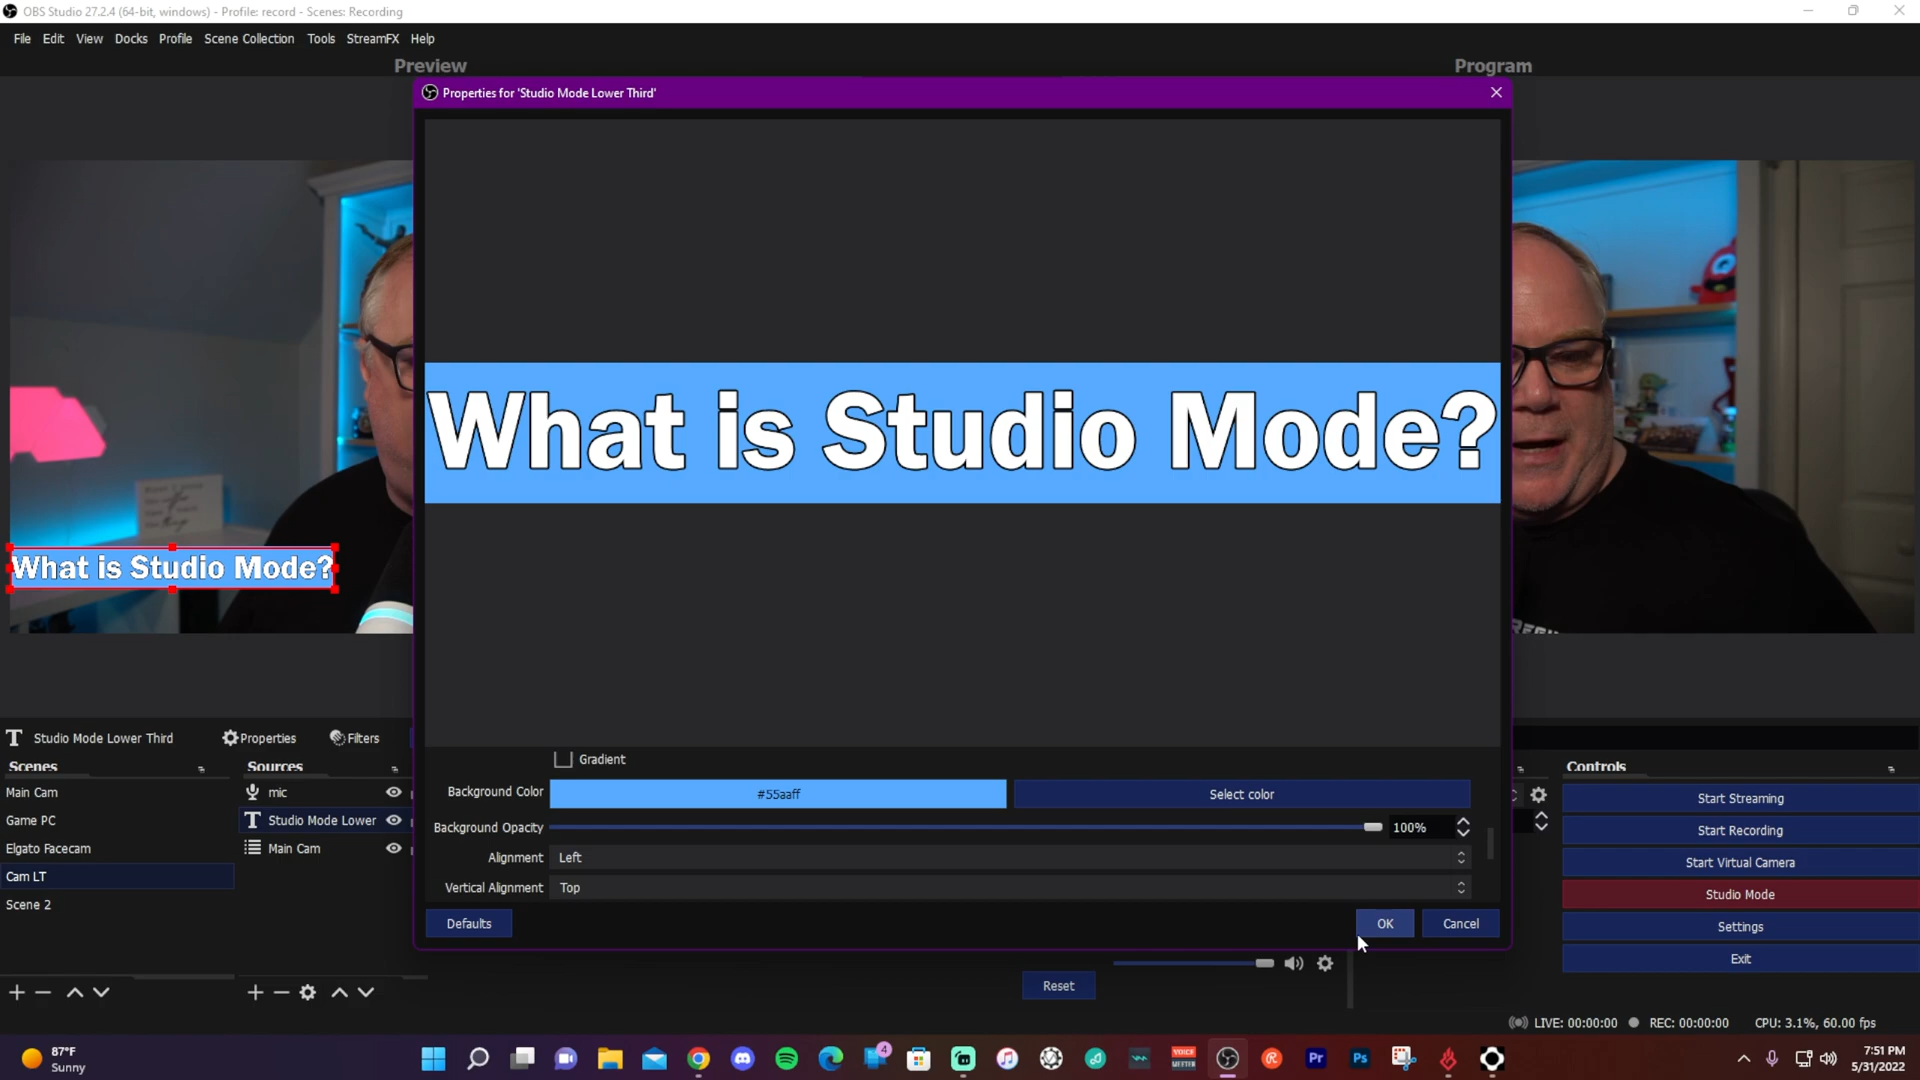 OBS Studio 27.2.4 (64-bit, windows) - Profile: record - Scenes: Recording
File Edit View Docks Profile Scene Collection Tools StreamFX Help
Preview
Program
Properties for 'Studio Mode Lower Third'
What is Studio Mode?
What is Studio Mode?
Gradient
Background Color #55aaff Select color
Background Opacity 100%
Alignment Left
Vertical Alignment Top
Defaults OK Cancel
Studio Mode Lower Third Properties Filters
Scenes
Main Cam
Game PC
Elgato Facecam
Cam LT
Scene 2
Sources
mic
Studio Mode Lower
Main Cam
Reset
Controls
Start Streaming
Start Recording
Start Virtual Camera
Studio Mode
Settings
Exit
LIVE: 00:00:00 REC: 00:00:00 CPU: 3.1%, 60.00 fps
87°F
Sunny
4
VOICE
MEETER
Pr
Ps
7:51 PM
5/31/2022